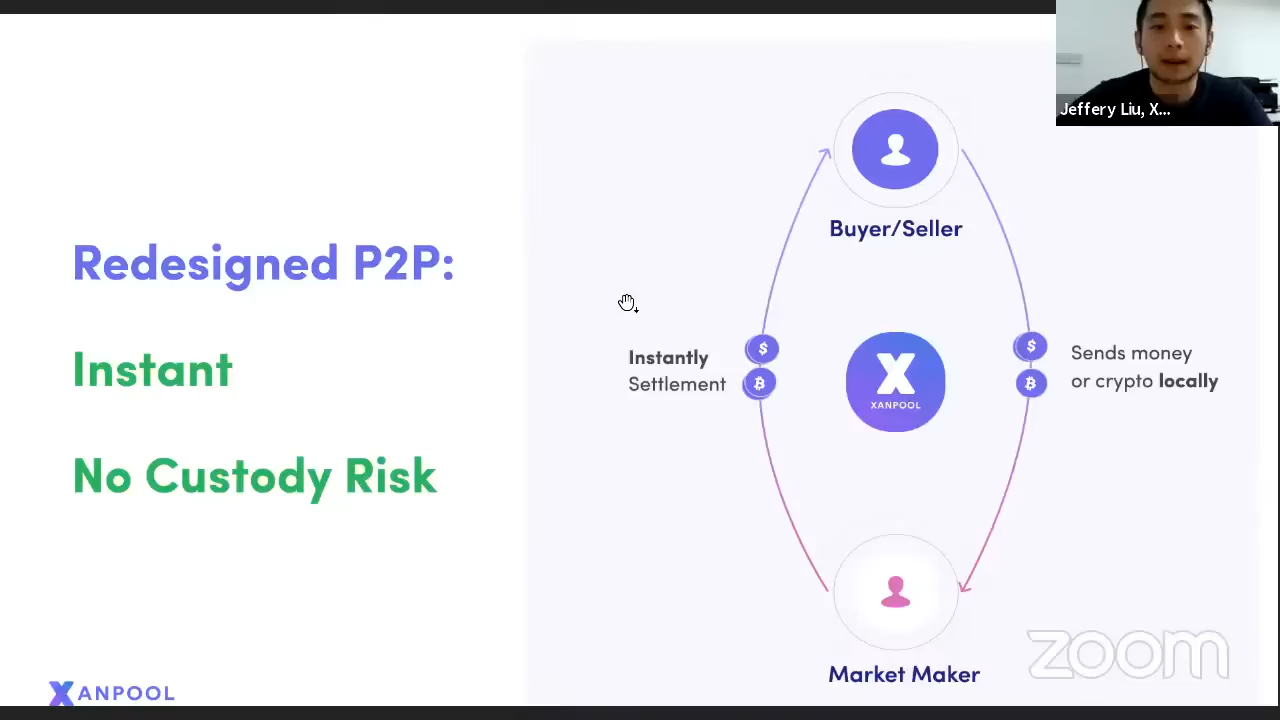 Jeffery Liu, X...
Redesigned P2P:
Instant
No Custody Risk
Buyer/Seller
Instantly
Settlement
$
$
Sends money
or crypto locally
X
XANPOOL
Market Maker
XANPOOL
zoom